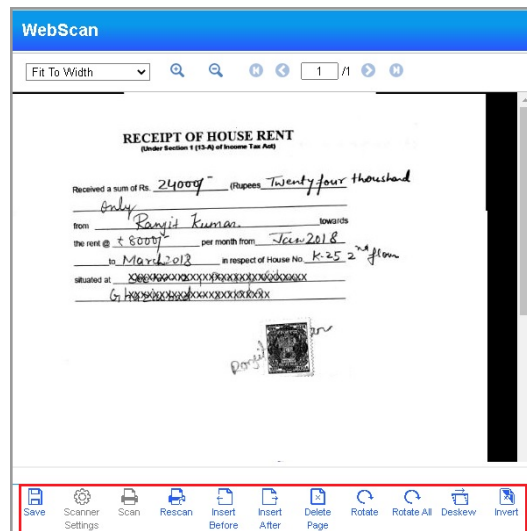 WebScan
Fit To Width 1 /1
RECEIPT OF HOUSE RENT
(Under Section 1 (13-A) of Income Tax Act)
Received a sum of Rs. 24000/- (Rupees Twenty four thoushand
Only
from Ranjit Kumar. towards
the rent @ ₹ 8000/- per month from Jan 2018
to March 2018 in respect of House No. K-25 2nd floor
situated at
Save Scanner Settings Scan Rescan Insert Before Insert After Delete Page Rotate Rotate All Deskew Invert